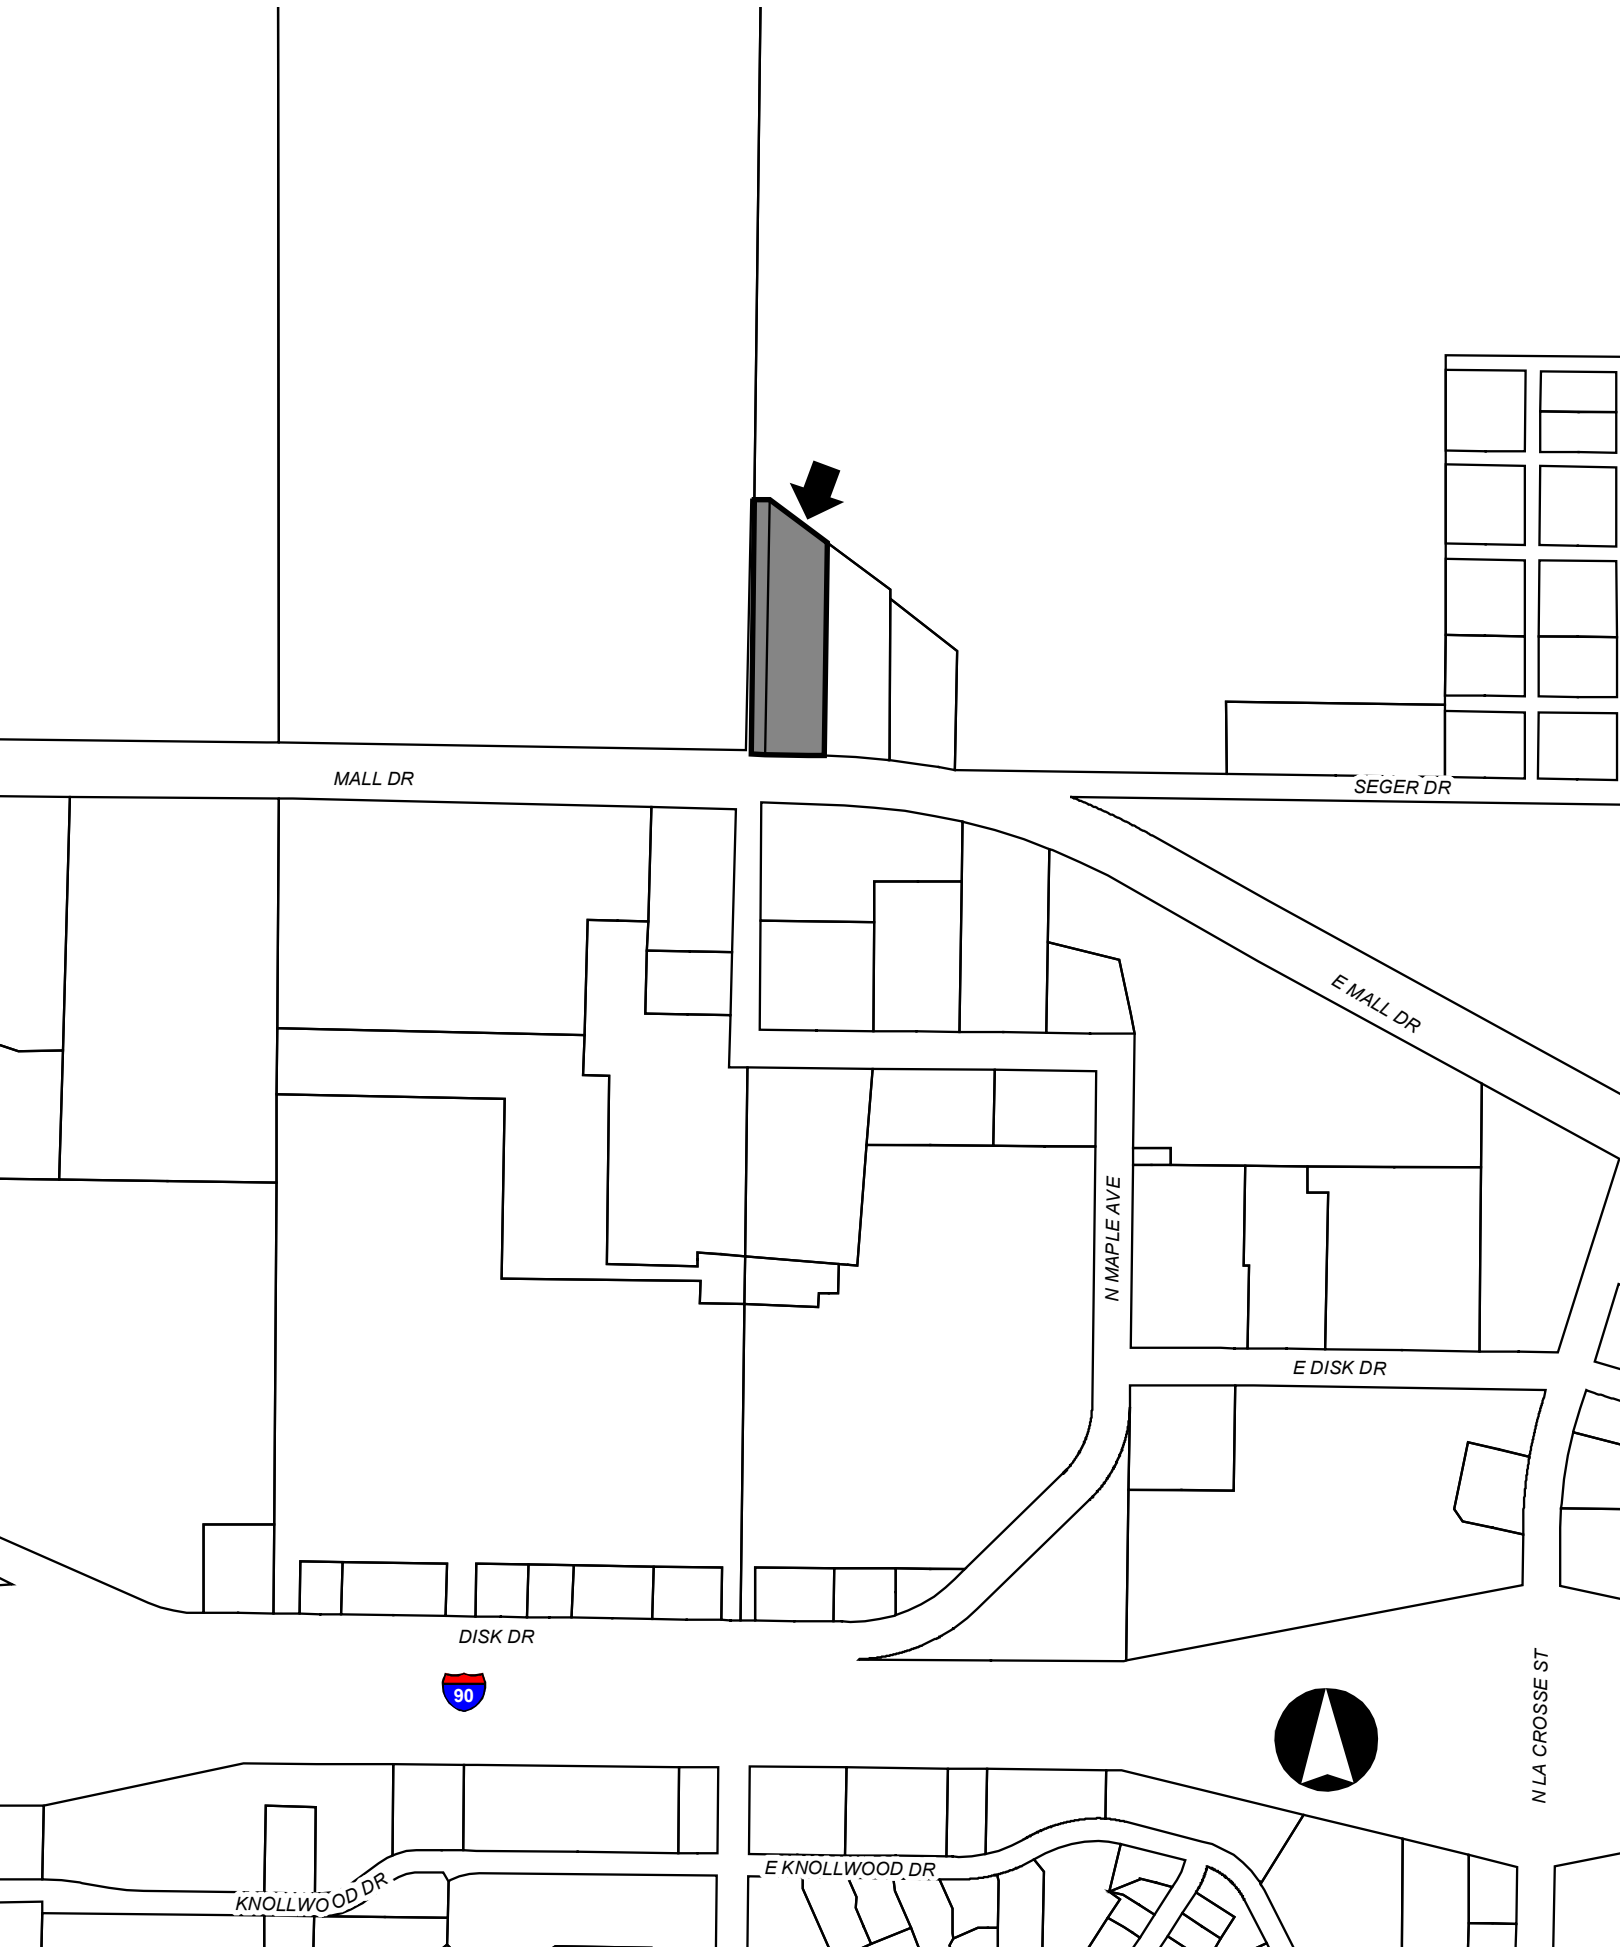 MALL DR
SEGER DR
E MALL DR
N MAPLE AVE
E DISK DR
DISK DR
90
N LA CROSSE ST
E KNOLLWOOD DR
KNOLLWOOD DR